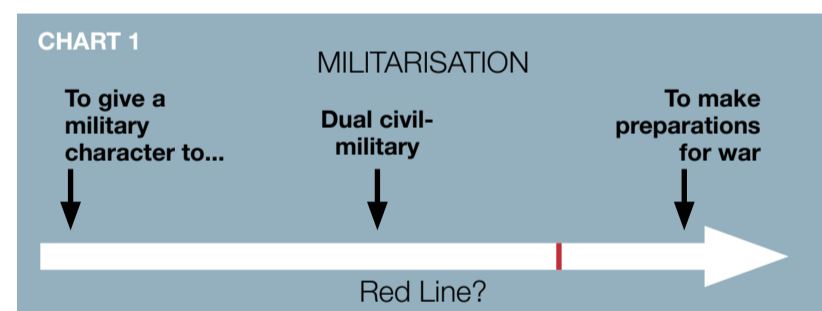 CHART 1
MILITARISATION
To give a
military
character to...
Dual civil-
military
To make
preparations
for war
Red Line?